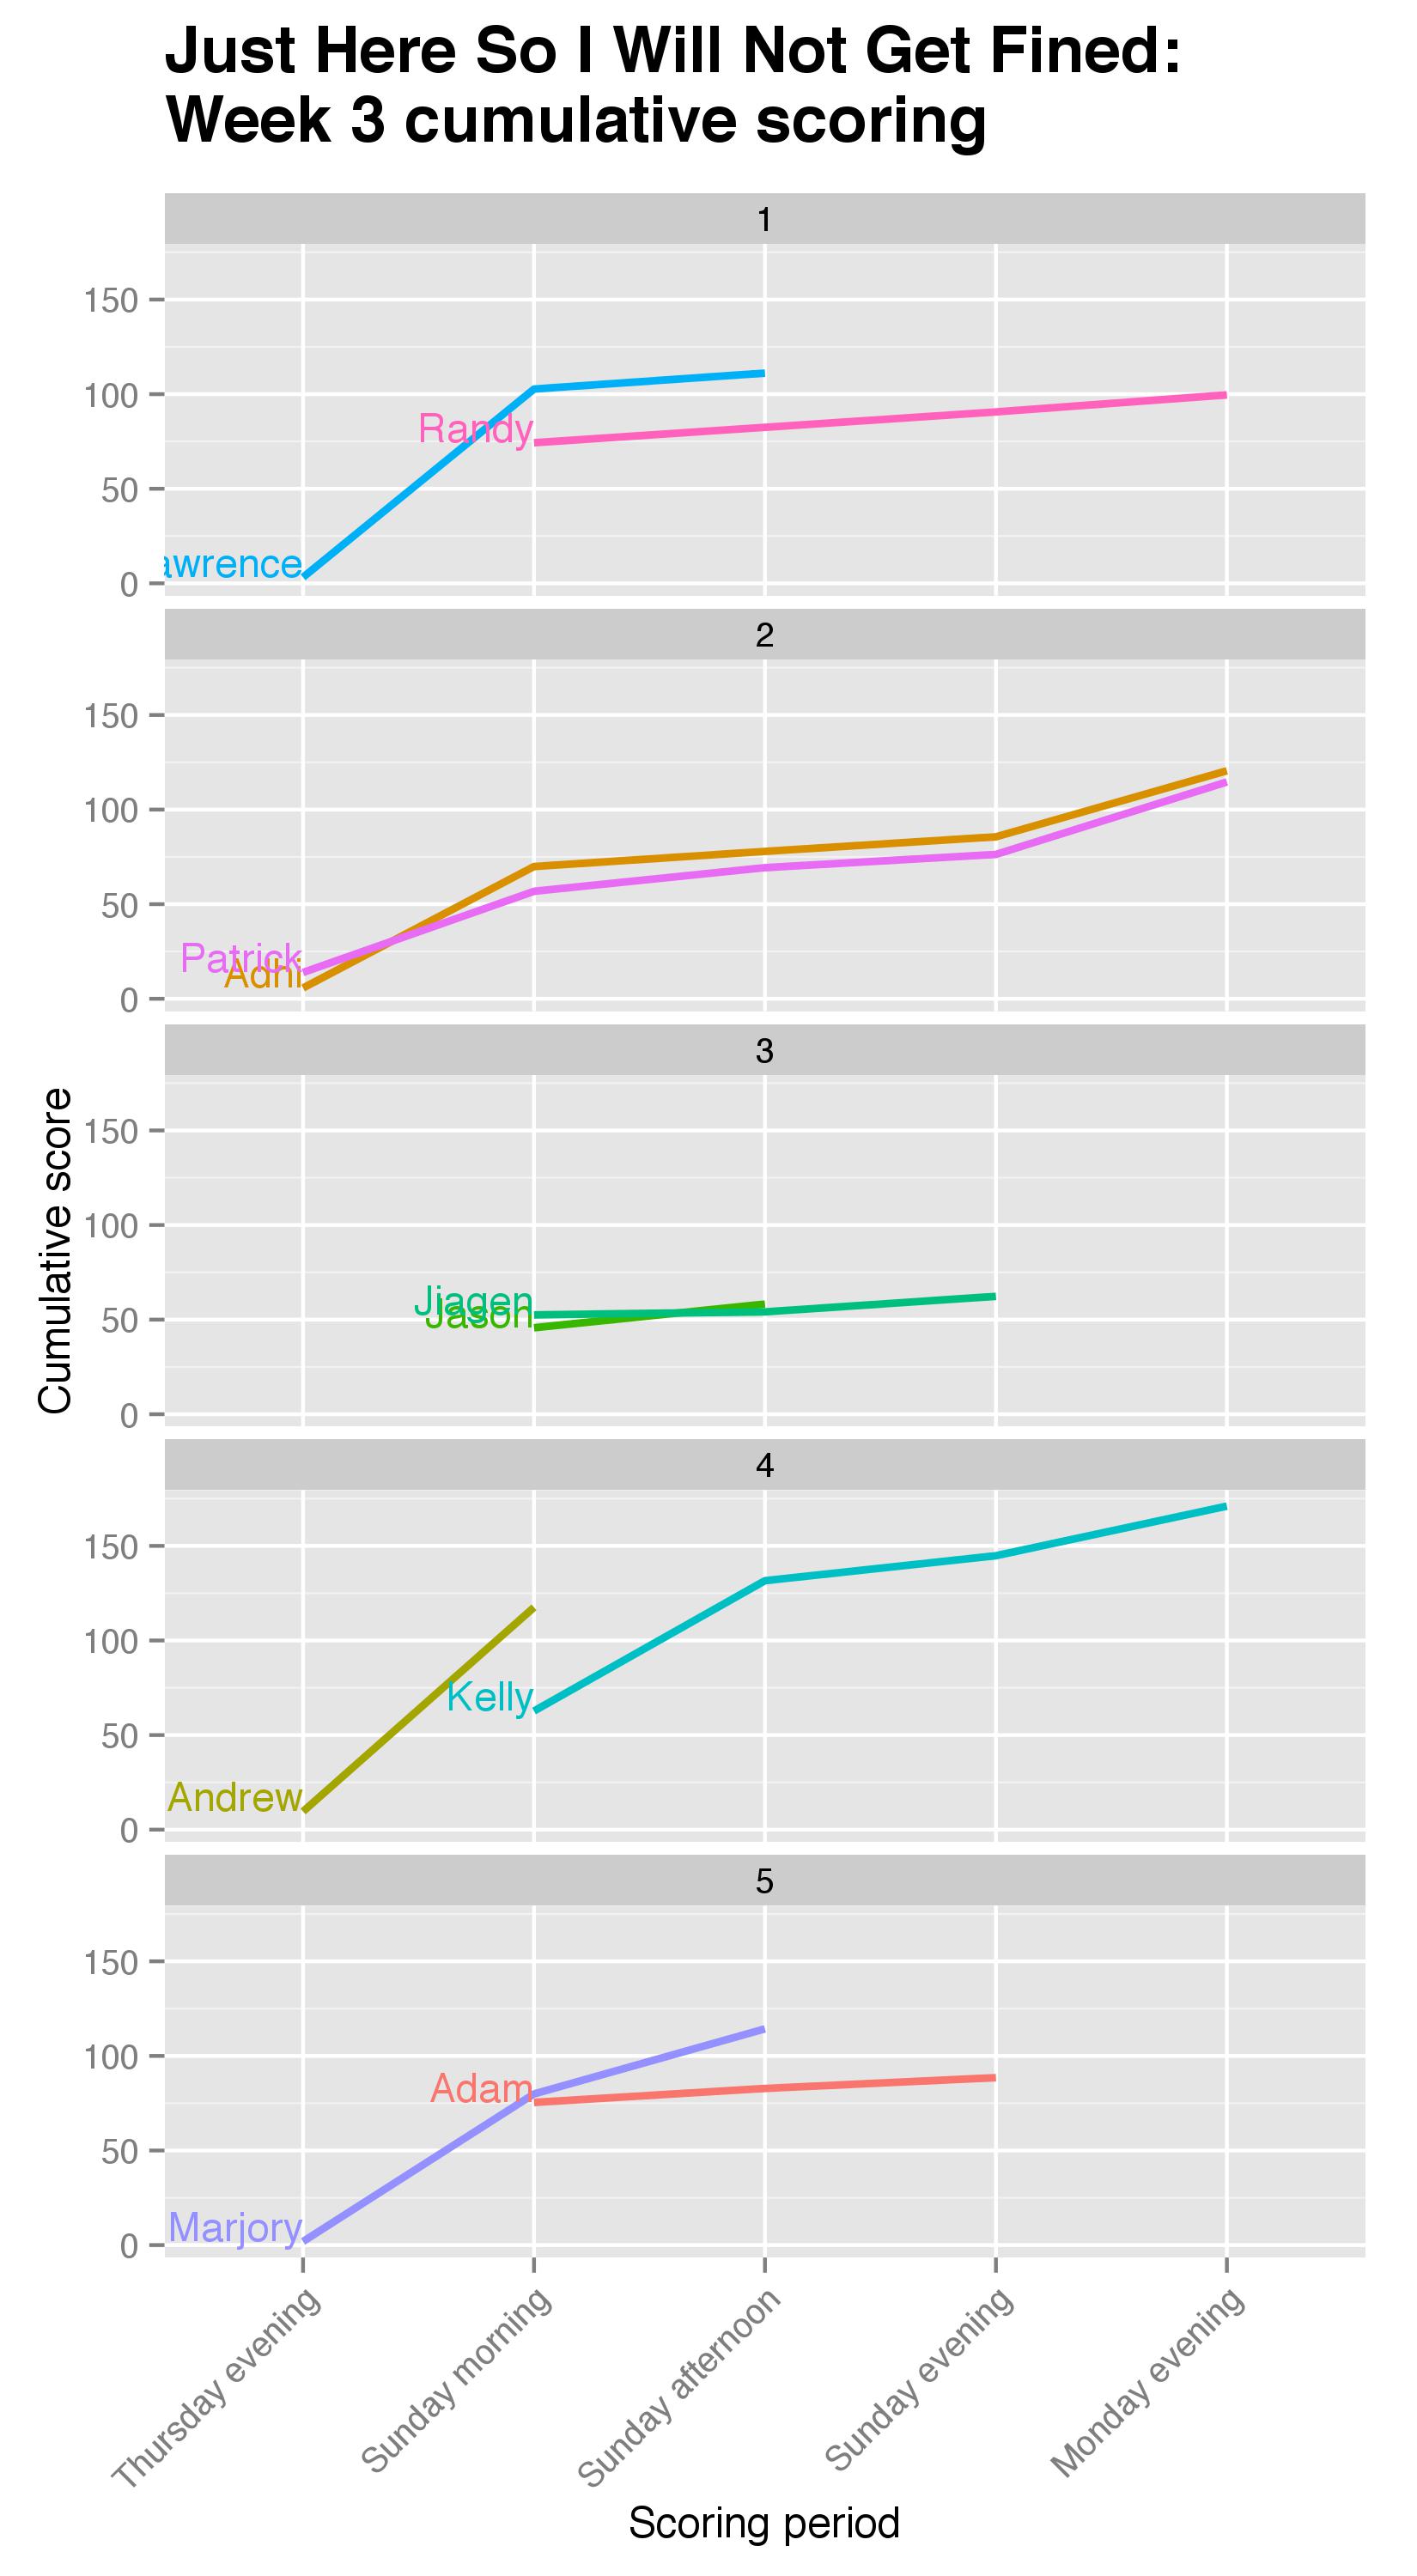 Just Here So I Will Not Get Fined:
Week 3 cumulative scoring
1
150
100
50
0
Randy
awrence
2
150
100
50
0
Patrick
Adhi
3
150
100
50
0
Jiagen
Jason
4
150
100
50
0
Kelly
Andrew
5
150
100
50
0
Adam
Marjory
Cumulative score
Thursday evening
Sunday morning
Sunday afternoon
Sunday evening
Monday evening
Scoring period